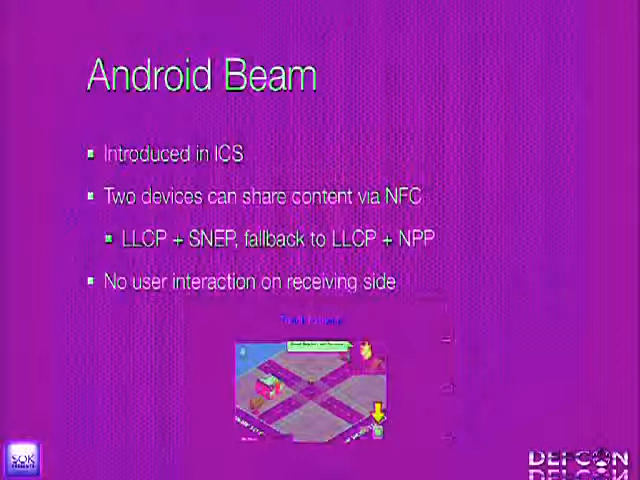 Android Beam
Introduced in ICS
Two devices can share content via NFC
LLCP + SNEP, fallback to LLCP + NPP
No user interaction on receiving side
SOK
DEFCON